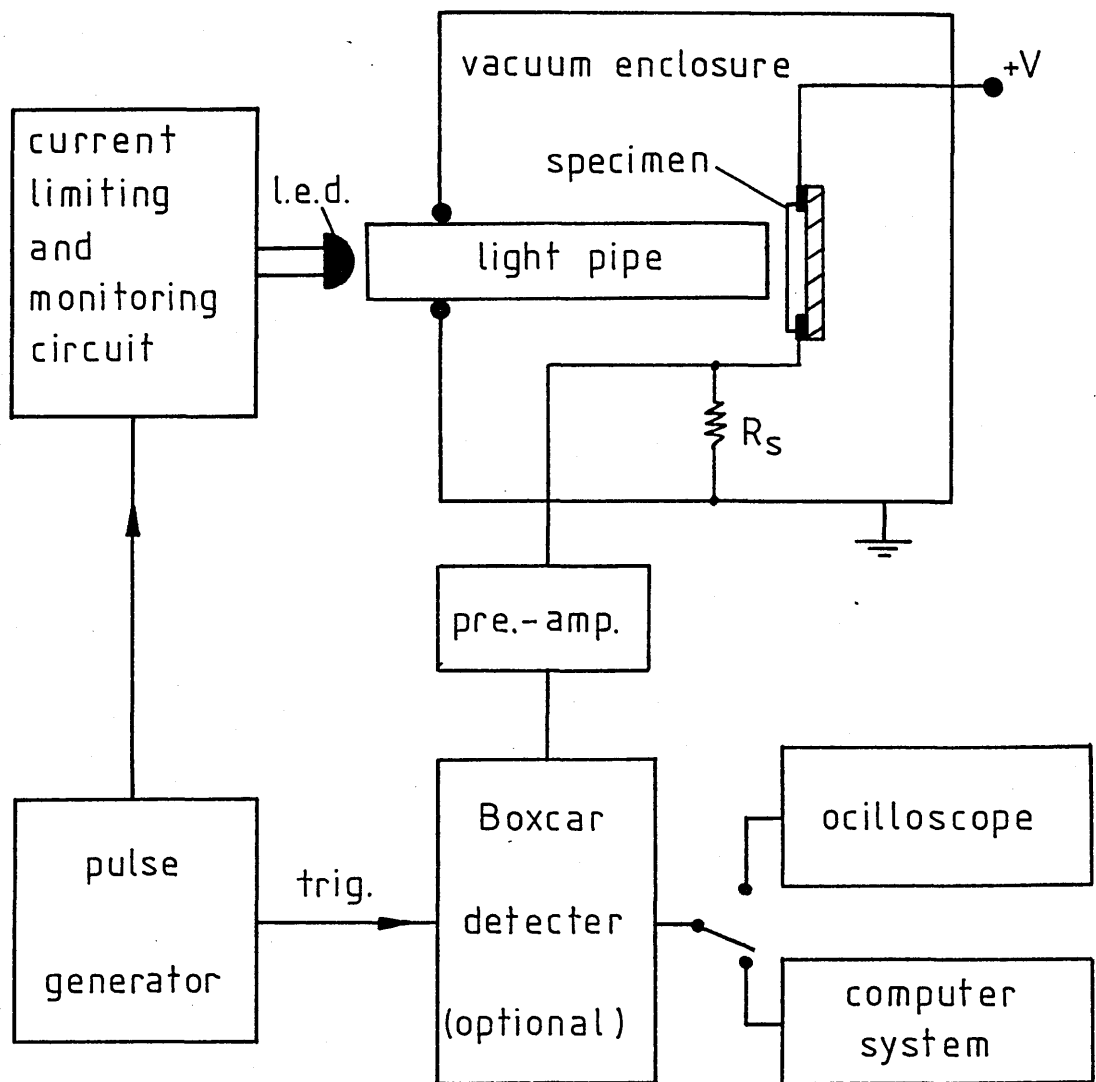 vacuum enclosure
+V
current
limiting
and
monitoring
circuit
l.e.d.
specimen
light pipe
Rs
pre.-amp.
pulse
generator
trig.
Boxcar
detecter
(optional)
ocilloscope
computer
system